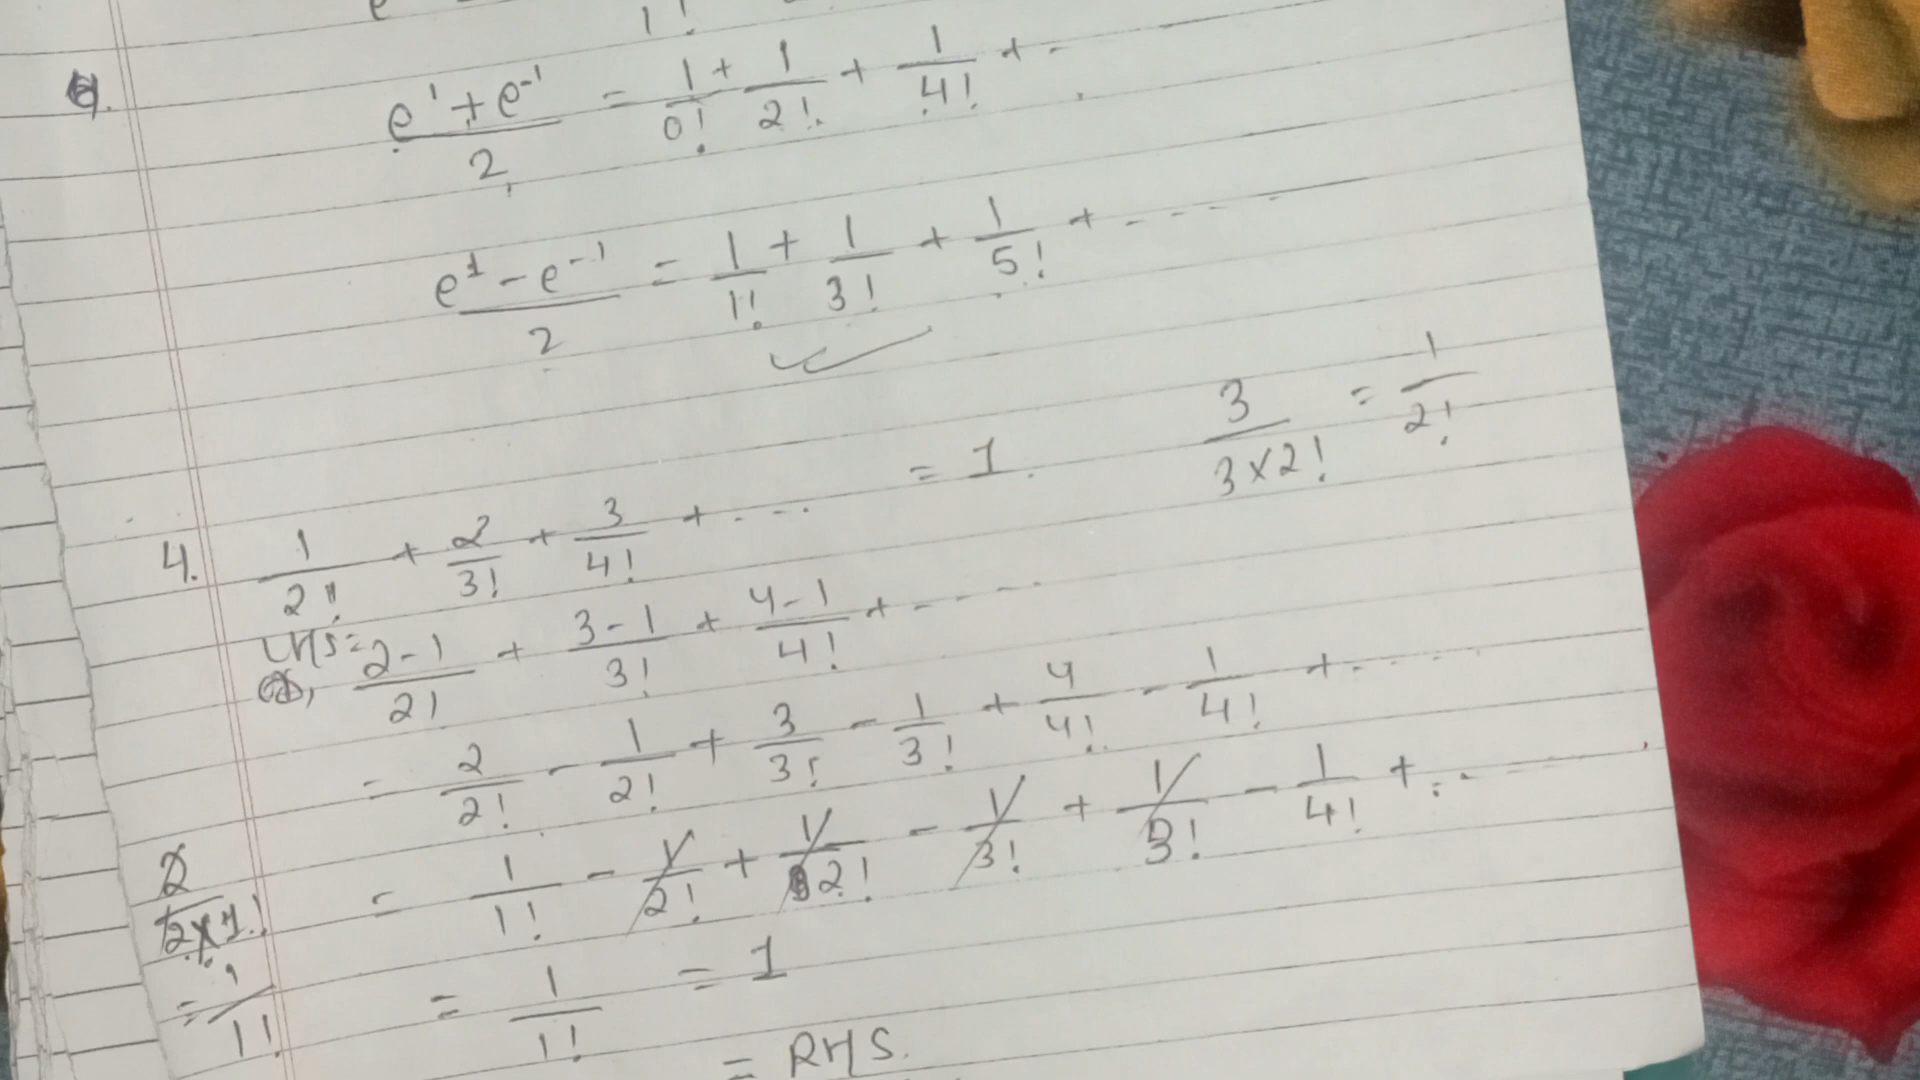 1!
(e¹ + e⁻¹)/2 = 1/0! + 1/2! + 1/4! + - .
(e¹ - e⁻¹)/2 = 1/1! + 1/3! + 1/5! + - - - -
3/(3×2!) = 1/2!
4. 1/2! + 2/3! + 3/4! + - - - = 1.
LHS = (2-1)/2! + (3-1)/3! + (4-1)/4! + - - - -
= 2/2! - 1/2! + 3/3! - 1/3! + 4/4! - 1/4! + - - - -
= 1/1! - 1/2! + 1/2! - 1/3! + 1/3! - 1/4! + - - -
2/(2×1!) = 1/1!
= 1/1! = 1
= RHS.